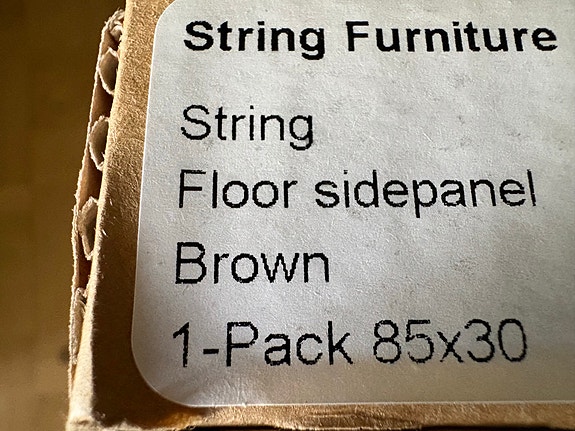 String Furniture
String
Floor sidepanel
Brown
1-Pack 85x30